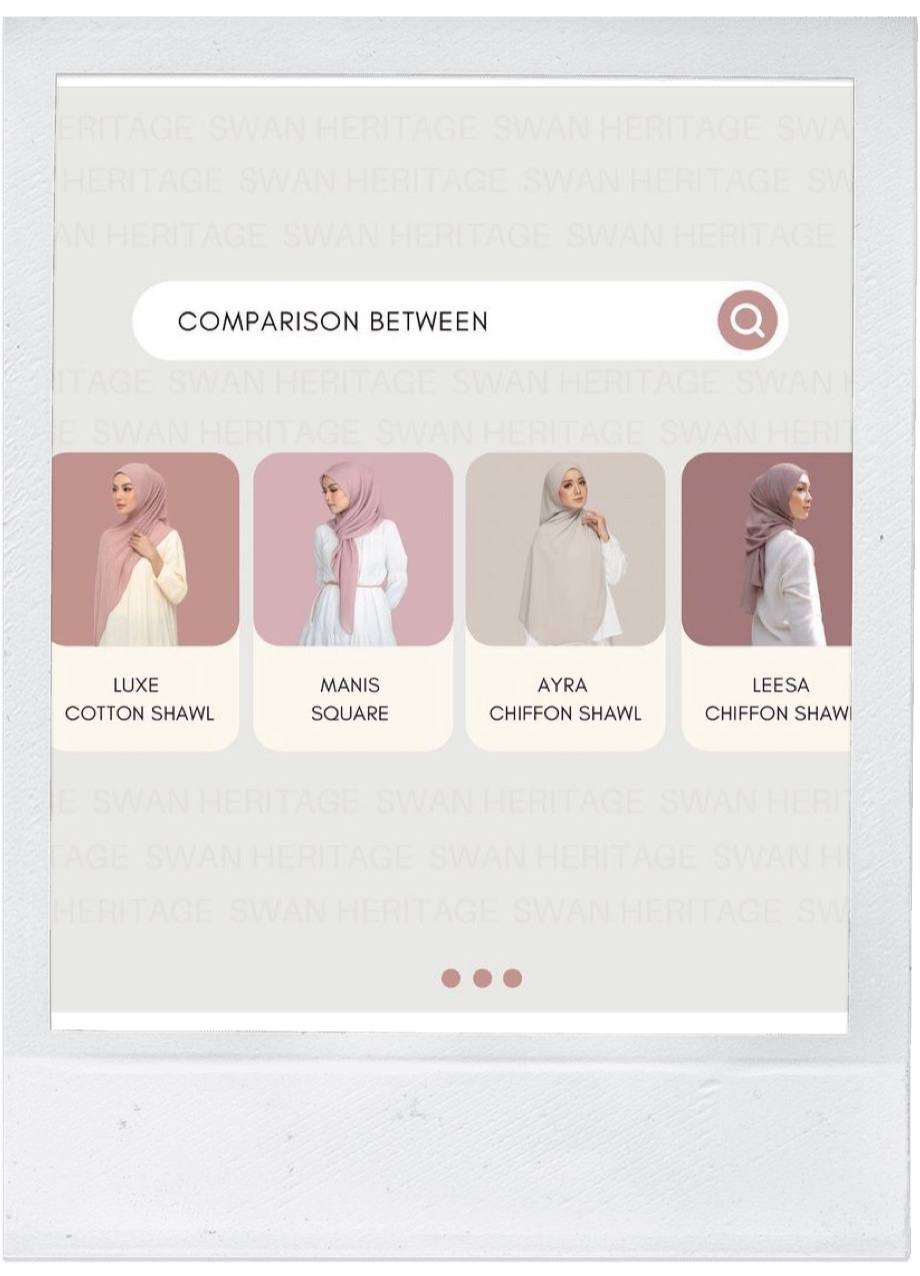 ERITAGE SWAN HERITAGE SWAN HERITAGE SWA
HERITAGE SWAN HERITAGE SWAN HERITAGE SW
AN HERITAGE SWAN HERITAGE SWAN HERITAGE
COMPARISON BETWEEN
ITAGE SWAN HERITAGE SWAN HERITAGE SWAN H
E SWAN HERITAGE SWAN HERITAGE SWAN HERIT
LUXE
COTTON SHAWL
MANIS
SQUARE
AYRA
CHIFFON SHAWL
LEESA
CHIFFON SHAWL
E SWAN HERITAGE SWAN HERITAGE SWAN HERIT
TAGE SWAN HERITAGE SWAN HERITAGE SWAN H
HERITAGE SWAN HERITAGE SWAN HERITAGE SW